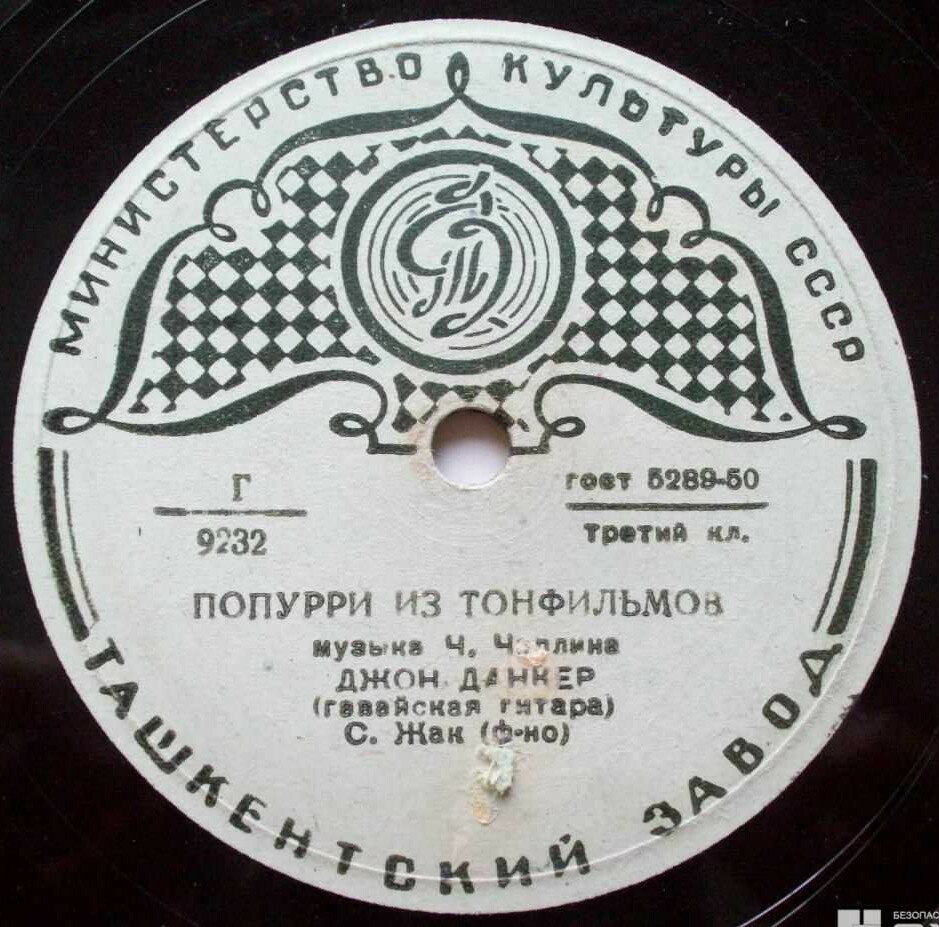 МИНИСТЕРСТВО КУЛЬТУРЫ СССР
Г
9232
гост 5289-50
третий кл.
ПОПУРРИ ИЗ ТОНФИЛЬМОВ
музыка Ч. Чаплина
ДЖОН ДАНКЕР
(гавайская гитара)
С. Жак (ф-но)
ТАШКЕНТСКИЙ ЗАВОД